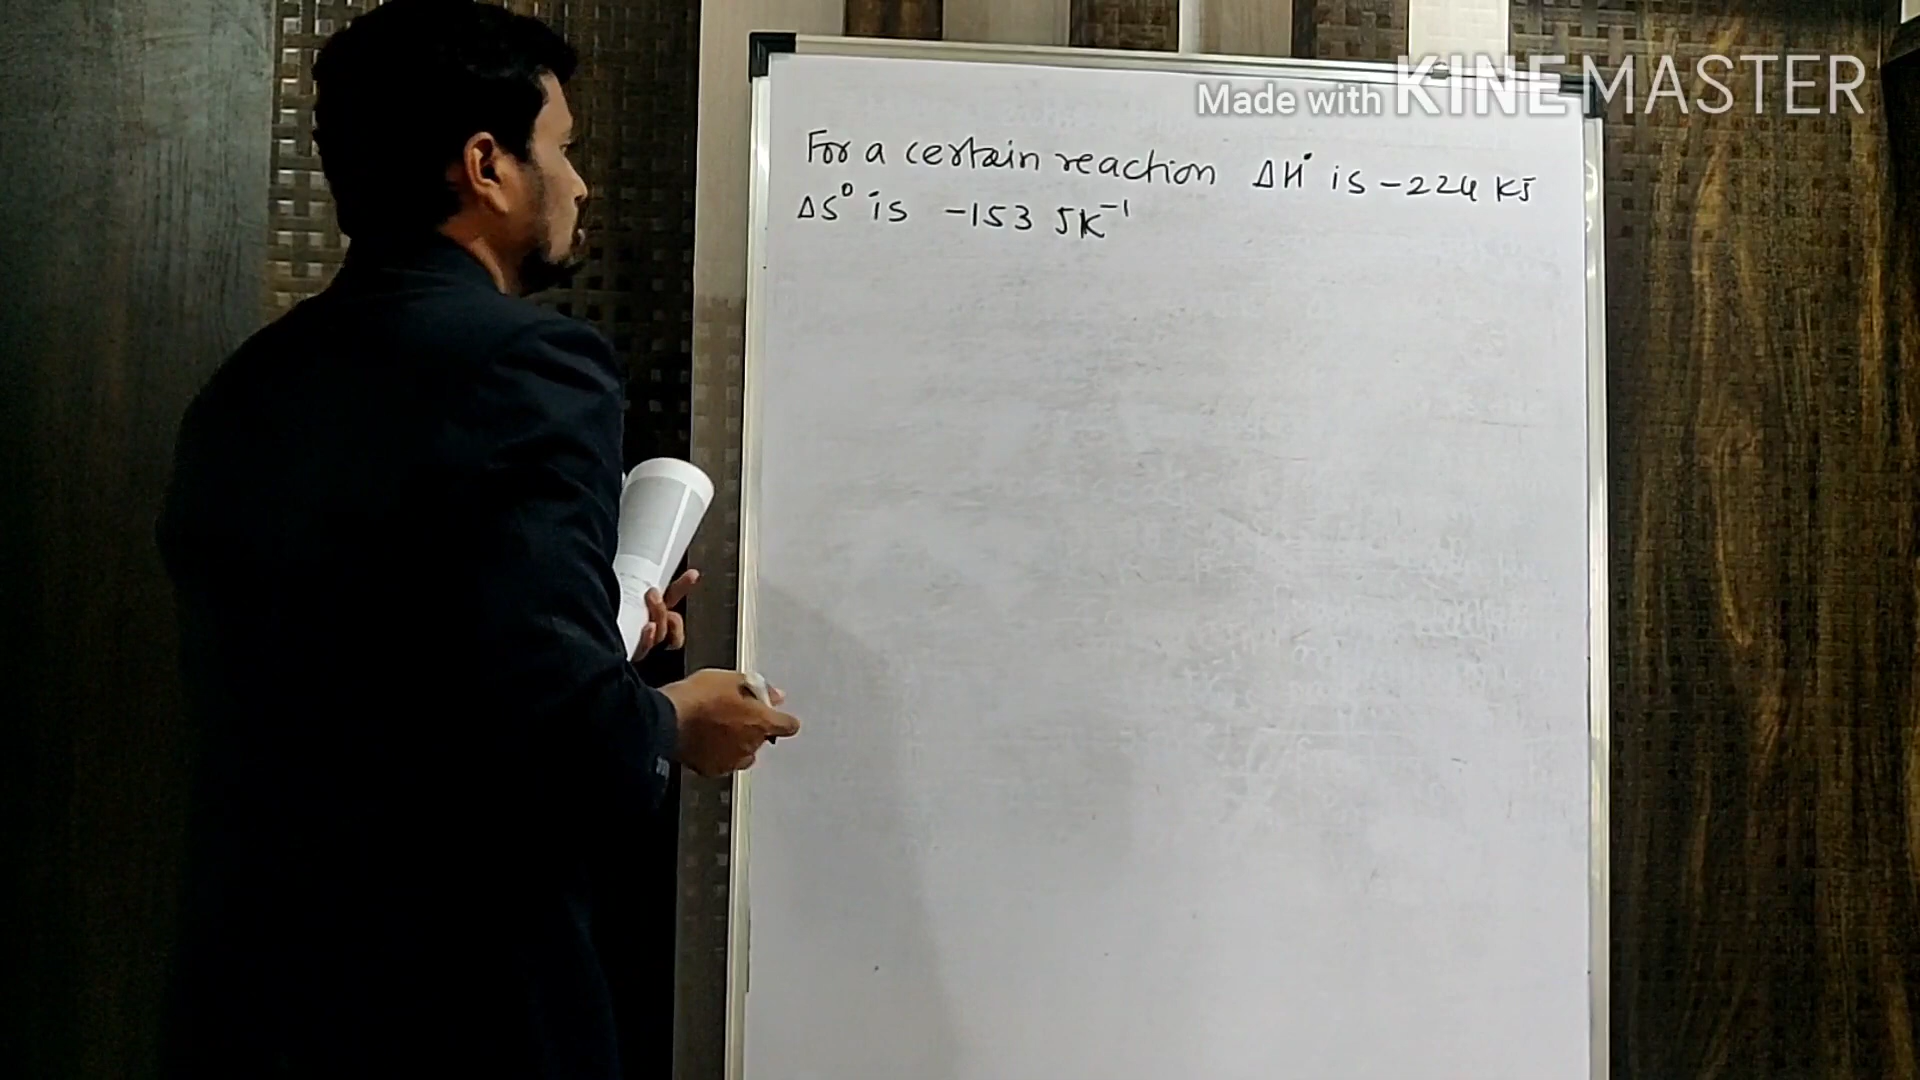 Made with KINEMASTER
For a certain reaction ΔH° is -224 KJ
ΔS° is -153 JK⁻¹